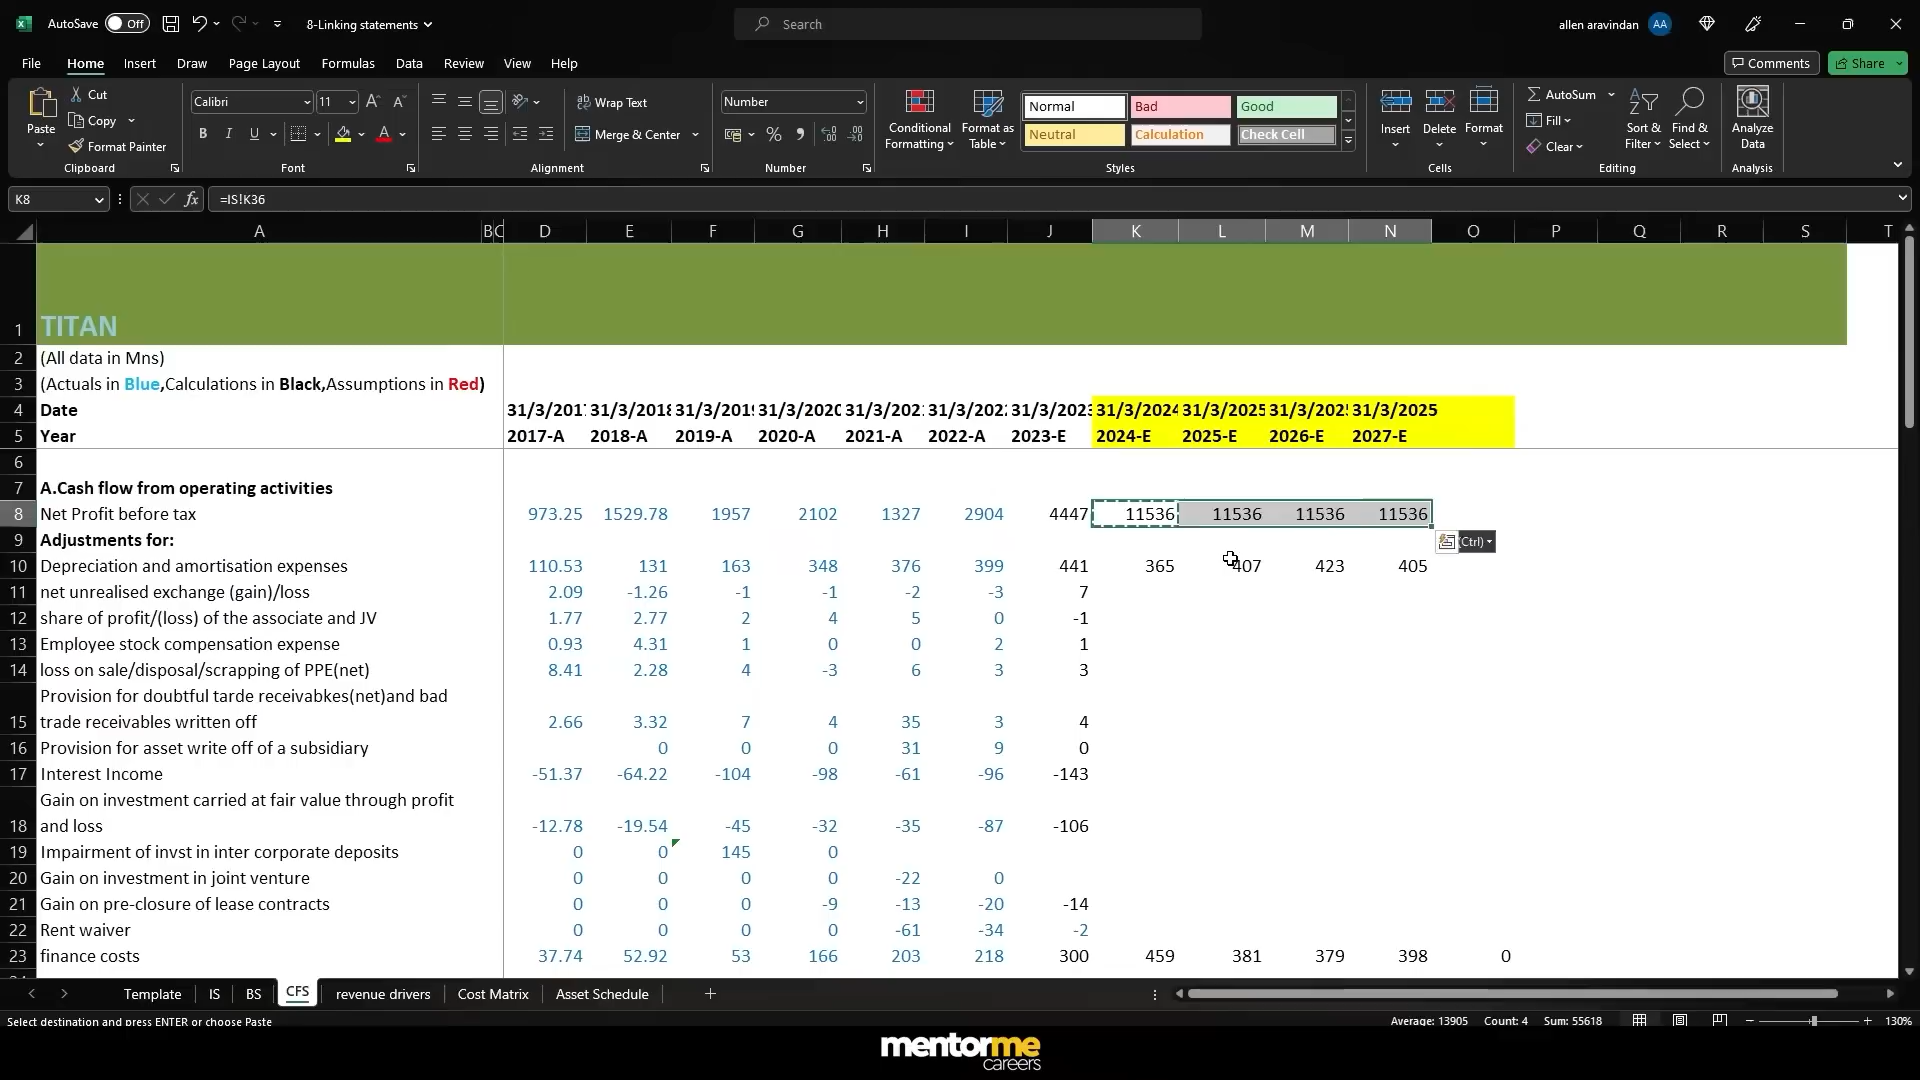 AutoSave Off 8-Linking statements Search allen aravindan AA
File Home Insert Draw Page Layout Formulas Data Review View Help Comments Share
Paste Cut Copy Format Painter Clipboard
Calibri 11 B I U A Font
Wrap Text Merge & Center Alignment
Number % Number
Conditional Formatting Format as Table
Normal Bad Good
Neutral Calculation Check Cell
Styles
Insert Delete Format Cells
AutoSum Fill Clear Sort & Filter Find & Select Editing
Analyze Data Analysis
K8 fx =IS!K36
A B C D E F G H I J K L M N O P Q R S T
1 TITAN
2 (All data in Mns)
3 (Actuals in Blue,Calculations in Black,Assumptions in Red)
4 Date 31/3/2017 31/3/2018 31/3/2019 31/3/2020 31/3/202 31/3/202 31/3/2023 31/3/2024 31/3/2025 31/3/202 31/3/2025
5 Year 2017-A 2018-A 2019-A 2020-A 2021-A 2022-A 2023-E 2024-E 2025-E 2026-E 2027-E
6
7 A.Cash flow from operating activities
8 Net Profit before tax 973.25 1529.78 1957 2102 1327 2904 4447 11536 11536 11536 11536
9 Adjustments for: (Ctrl)
10 Depreciation and amortisation expenses 110.53 131 163 348 376 399 441 365 407 423 405
11 net unrealised exchange (gain)/loss 2.09 -1.26 -1 -1 -2 -3 7
12 share of profit/(loss) of the associate and JV 1.77 2.77 2 4 5 0 -1
13 Employee stock compensation expense 0.93 4.31 1 0 0 2 1
14 loss on sale/disposal/scrapping of PPE(net) 8.41 2.28 4 -3 6 3 3
Provision for doubtful tarde receivabkes(net)and bad
15 trade receivables written off 2.66 3.32 7 4 35 3 4
16 Provision for asset write off of a subsidiary 0 0 0 31 9 0
17 Interest Income -51.37 -64.22 -104 -98 -61 -96 -143
Gain on investment carried at fair value through profit
18 and loss -12.78 -19.54 -45 -32 -35 -87 -106
19 Impairment of invst in inter corporate deposits 0 0 145 0
20 Gain on investment in joint venture 0 0 0 0 -22 0
21 Gain on pre-closure of lease contracts 0 0 0 -9 -13 -20 -14
22 Rent waiver 0 0 0 0 -61 -34 -2
23 finance costs 37.74 52.92 53 166 203 218 300 459 381 379 398 0
Template IS BS CFS revenue drivers Cost Matrix Asset Schedule
Select destination and press ENTER or choose Paste Average: 13905 Count: 4 Sum: 55618 130%
mentorme
careers